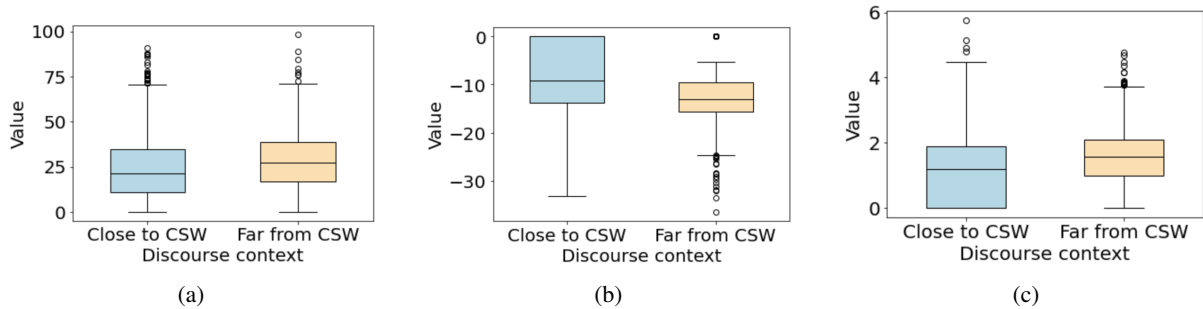 100
75
50
25
0
Value
Close to CSW Far from CSW
Discourse context
(a)
0
−10
−20
−30
Value
Close to CSW Far from CSW
Discourse context
(b)
6
4
2
0
Value
Close to CSW Far from CSW
Discourse context
(c)